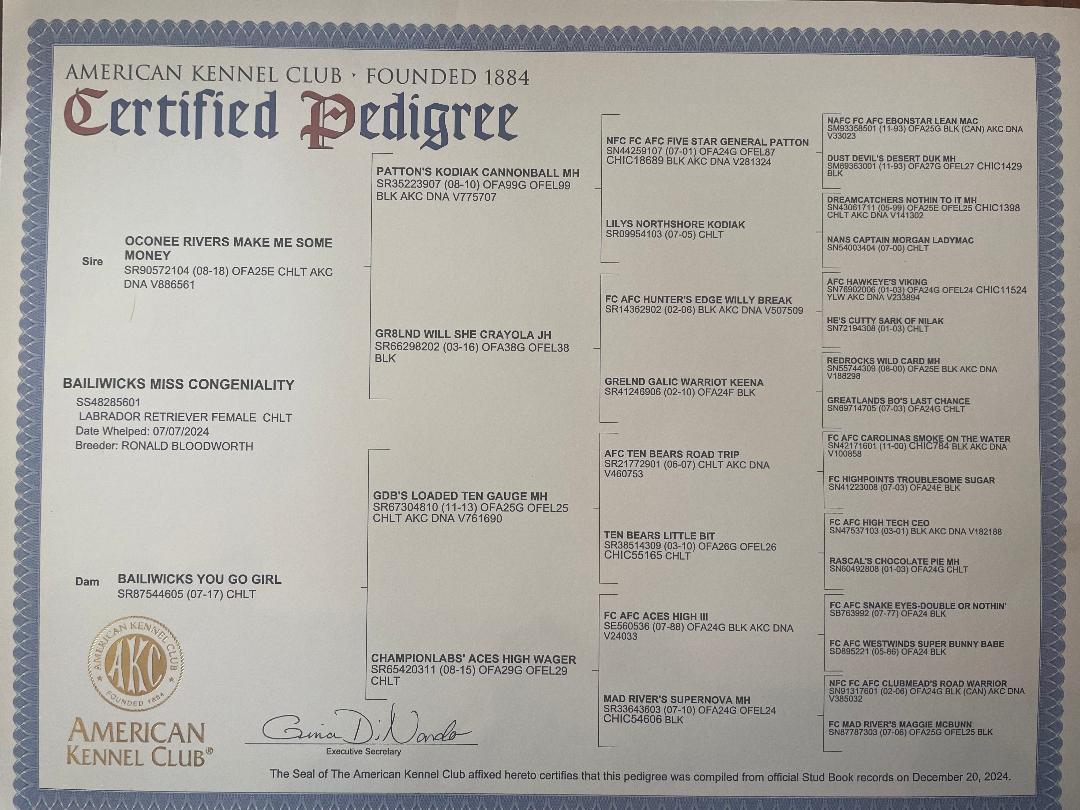 AMERICAN KENNEL CLUB · FOUNDED 1884
Certified Pedigree
Sire
OCONEE RIVERS MAKE ME SOME
MONEY
SR90572104 (08-18) OFA25E CHLT AKC
DNA V886561
BAILIWICKS MISS CONGENIALITY
SS48285601
LABRADOR RETRIEVER FEMALE CHLT
Date Whelped: 07/07/2024
Breeder: RONALD BLOODWORTH
Dam
BAILIWICKS YOU GO GIRL
SR87544605 (07-17) CHLT
PATTON'S KODIAK CANNONBALL MH
SR35223907 (08-10) OFA99G OFEL99
BLK AKC DNA V775707
GR8LND WILL SHE CRAYOLA JH
SR66298202 (03-16) OFA38G OFEL38
BLK
GDB'S LOADED TEN GAUGE MH
SR67304810 (11-13) OFA25G OFEL25
CHLT AKC DNA V761690
CHAMPIONLABS' ACES HIGH WAGER
SR65420311 (08-15) OFA29G OFEL29
CHLT
NFC FC AFC FIVE STAR GENERAL PATTON
SN44259107 (07-01) OFA24G OFEL87
CHIC18689 BLK AKC DNA V281324
LILYS NORTHSHORE KODIAK
SR09954103 (07-05) CHLT
FC AFC HUNTER'S EDGE WILLY BREAK
SR14362902 (02-06) BLK AKC DNA V507509
GRELND GALIC WARRIOT KEENA
SR41246906 (02-10) OFA24F BLK
AFC TEN BEARS ROAD TRIP
SR21772901 (06-07) CHLT AKC DNA
V460753
TEN BEARS LITTLE BIT
SR38514309 (03-10) OFA26G OFEL26
CHIC55165 CHLT
FC AFC ACES HIGH III
SE560536 (07-88) OFA24G BLK AKC DNA
V24033
MAD RIVER'S SUPERNOVA MH
SR33643603 (07-10) OFA24G OFEL24
CHIC54606 BLK
NAFC FC AFC EBONSTAR LEAN MAC
SM93358501 (11-93) OFA25G BLK (CAN) AKC DNA
V33023
DUST DEVIL'S DESERT DUK MH
SM89363001 (11-93) OFA27G OFEL27 CHIC1429
BLK
DREAMCATCHERS NOTHIN TO IT MH
SN43061711 (05-99) OFA25E OFEL25 CHIC1398
CHLT AKC DNA V141302
NANS CAPTAIN MORGAN LADYMAC
SN54003404 (07-00) CHLT
AFC HAWKEYE'S VIKING
SN76902006 (01-03) OFA24G OFEL24 CHIC11524
YLW AKC DNA V233894
HE'S CUTTY SARK OF NILAK
SN72194308 (01-03) CHLT
REDROCKS WILD CARD MH
SN55744309 (08-00) OFA25E BLK AKC DNA
V188298
GREATLANDS BO'S LAST CHANCE
SN69714705 (07-03) OFA24G CHLT
FC AFC CAROLINAS SMOKE ON THE WATER
SN42171601 (11-00) CHIC784 BLK AKC DNA
V100858
FC HIGHPOINTS TROUBLESOME SUGAR
SN41223008 (07-03) OFA24E BLK
FC AFC HIGH TECH CEO
SN47537103 (03-01) BLK AKC DNA V182188
RASCAL'S CHOCOLATE PIE MH
SN60492808 (01-03) OFA24G CHLT
FC AFC SNAKE EYES-DOUBLE OR NOTHIN'
SB763992 (07-77) OFA24 BLK
FC AFC WESTWINDS SUPER BUNNY BABE
SD895221 (05-86) OFA24 BLK
NFC FC AFC CLUBMEAD'S ROAD WARRIOR
SN91317601 (02-06) OFA24G BLK (CAN) AKC DNA
V385032
FC MAD RIVER'S MAGGIE MCBUNN
SN87787303 (07-06) OFA25G OFEL25 BLK
AMERICAN KENNEL CLUB
AKC
FOUNDED 1884
AMERICAN
KENNEL CLUB®
Gina DiNardo
Executive Secretary
The Seal of The American Kennel Club affixed hereto certifies that this pedigree was compiled from official Stud Book records on December 20, 2024.